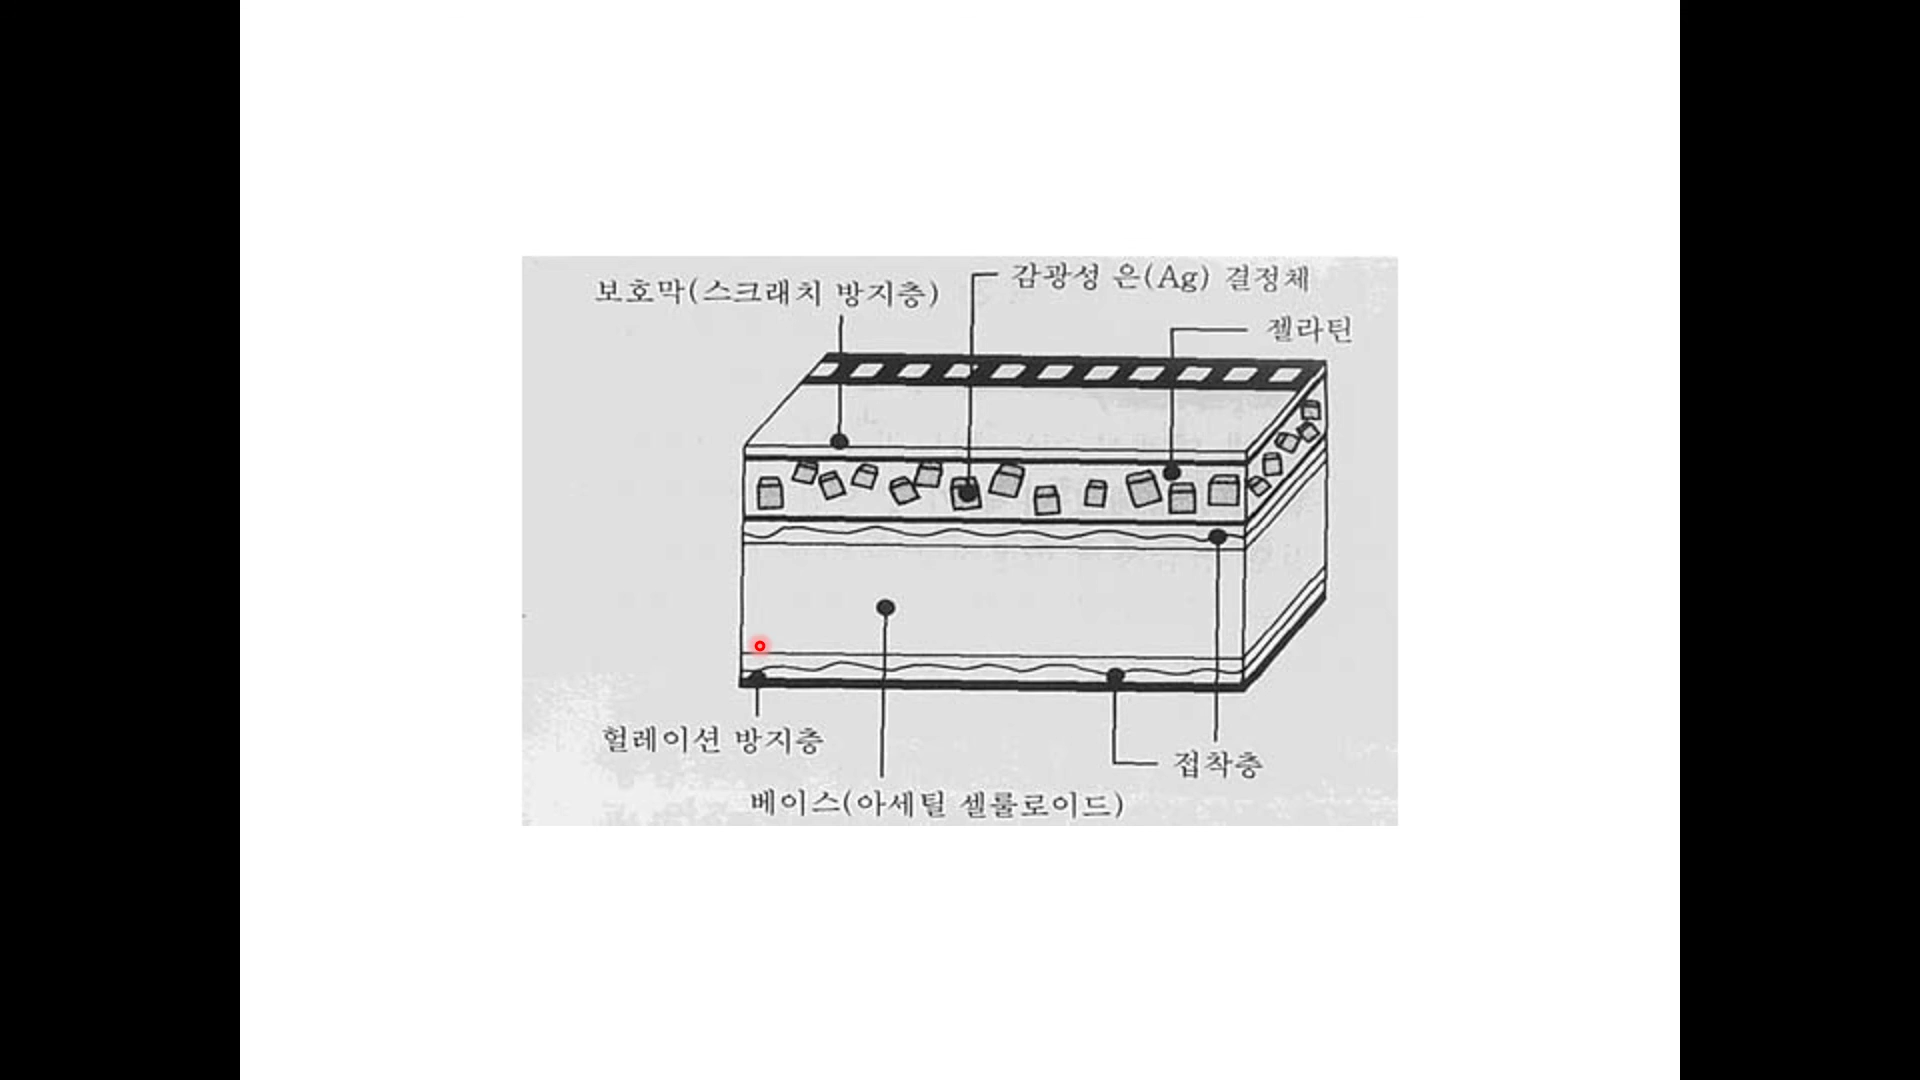 보호막(스크래치 방지층)
감광성 은(Ag) 결정체
젤라틴
헐레이션 방지층
접착층
베이스(아세틸 셀룰로이드)